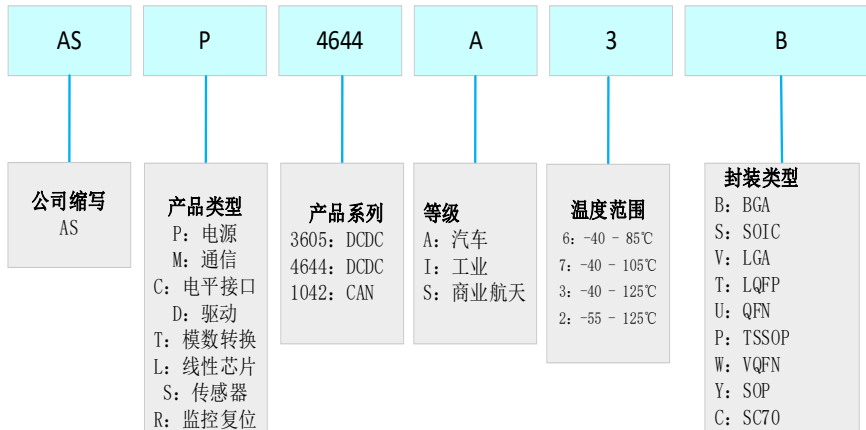 AS
P
4644
A
3
B
公司缩写
AS
产品类型
P: 电源
M: 通信
C: 电平接口
D: 驱动
T: 模数转换
L: 线性芯片
S: 传感器
R: 监控复位
产品系列
3605: DCDC
4644: DCDC
1042: CAN
等级
A: 汽车
I: 工业
S: 商业航天
温度范围
6: -40 - 85℃
7: -40 - 105℃
3: -40 - 125℃
2: -55 - 125℃
封装类型
B: BGA
S: SOIC
V: LGA
T: LQFP
U: QFN
P: TSSOP
W: VQFN
Y: SOP
C: SC70